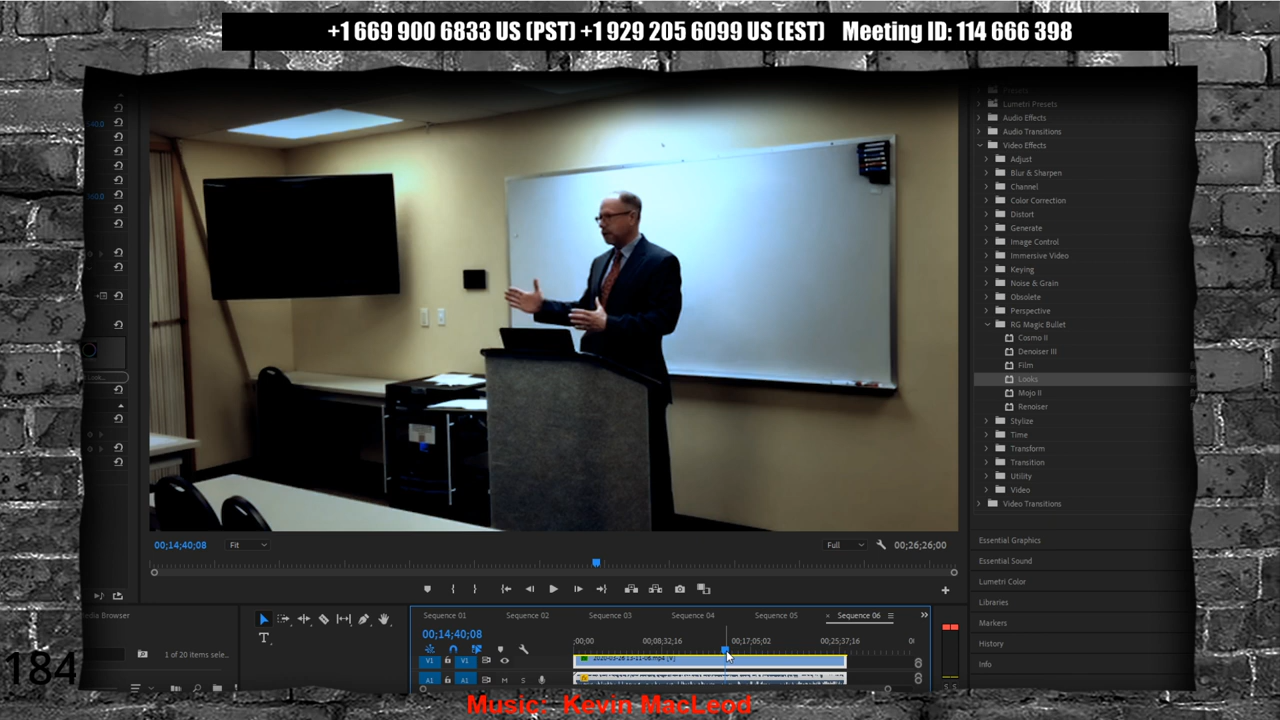 +1 669 900 6833 US (PST) +1 929 205 6099 US (EST) Meeting ID: 114 666 398
Presets
Lumetri Presets
Audio Effects
Audio Transitions
Video Effects
Adjust
Blur & Sharpen
Channel
Color Correction
Distort
Generate
Image Control
Immersive Video
Keying
Noise & Grain
Obsolete
Perspective
RG Magic Bullet
Cosmo II
Denoiser III
Film
Looks
Mojo II
Renoiser
Stylize
Time
Transform
Transition
Utility
Video
Video Transitions
Essential Graphics
Essential Sound
Lumetri Color
Libraries
Markers
History
Info
00;14;40;08
Fit
Full
00;26;26;00
edia Browser
1 of 20 items sele...
T
Sequence 01
Sequence 02
Sequence 03
Sequence 04
Sequence 05
Sequence 06
00;14;40;08
;00;00
00;08;32;16
00;17;05;02
00;25;37;16
V1
V1
A1
A1
M
S
184
Music: Kevin MacLeod